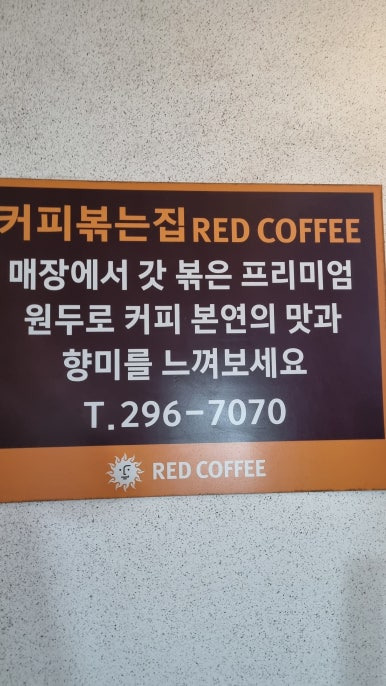 커피볶는집 RED COFFEE
매장에서 갓 볶은 프리미엄
원두로 커피 본연의 맛과
향미를 느껴보세요
T.296-7070
RED COFFEE